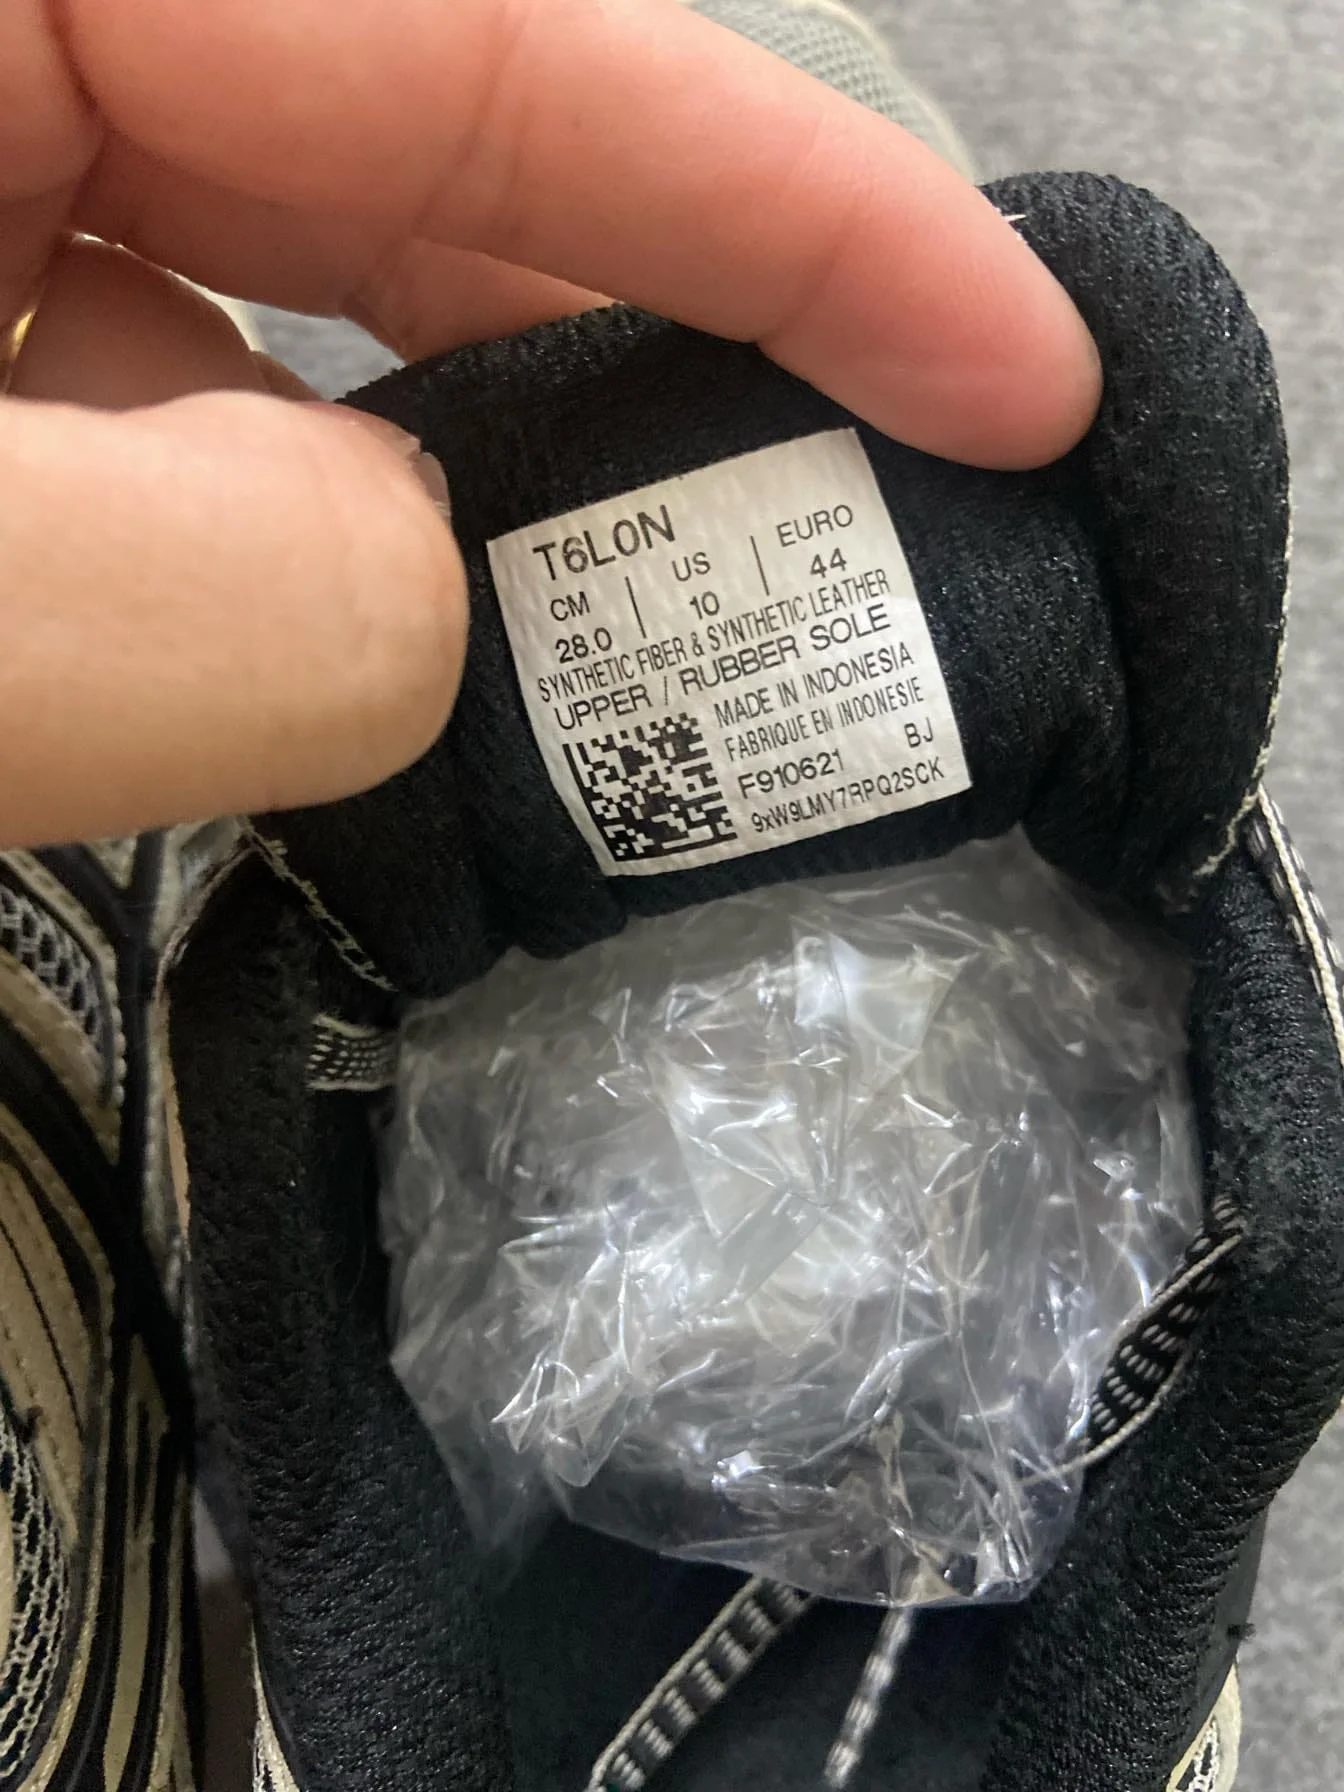 T6L0N
CM | US | EURO
28.0 | 10 | 44
SYNTHETIC FIBER & SYNTHETIC LEATHER
UPPER / RUBBER SOLE
MADE IN INDONESIA
FABRIQUE EN INDONESIE
F910621 BJ
9xW9LMY7RPQ2SCK